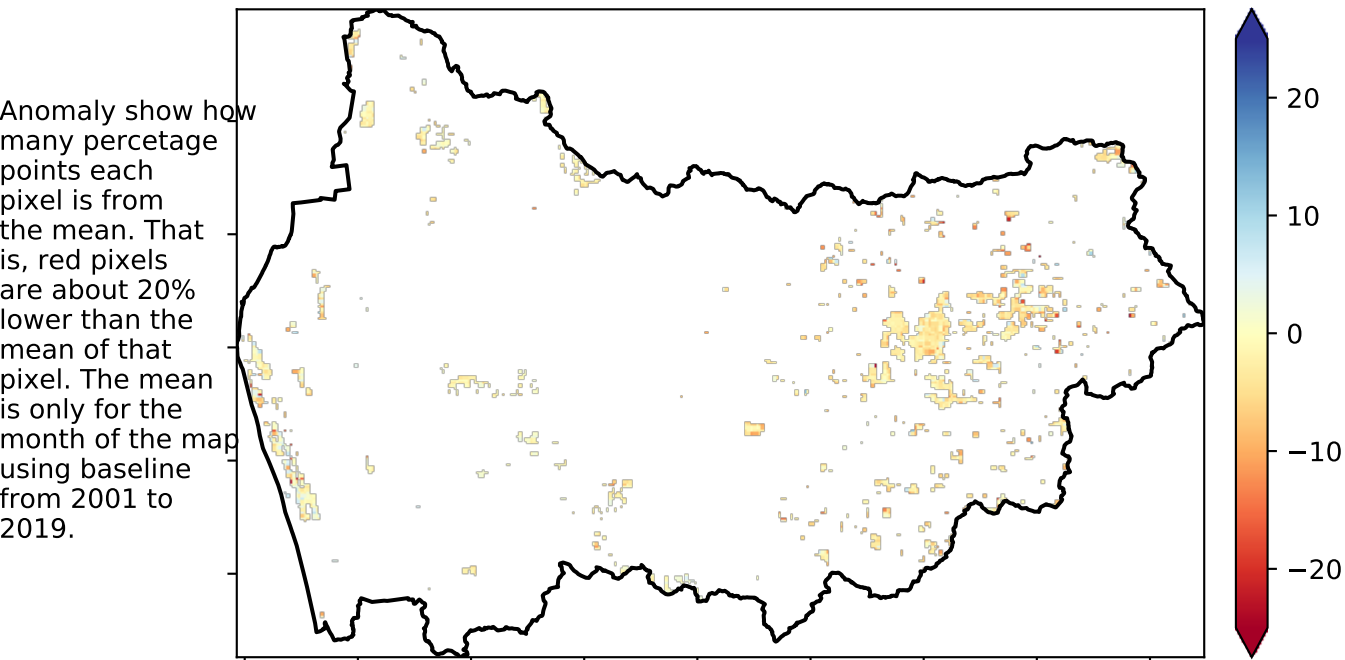 Anomaly show how
many percetage
points each
pixel is from
the mean. That
is, red pixels
are about 20%
lower than the
mean of that
pixel. The mean
is only for the
month of the map
using baseline
from 2001 to
2019.
20
10
0
−10
−20